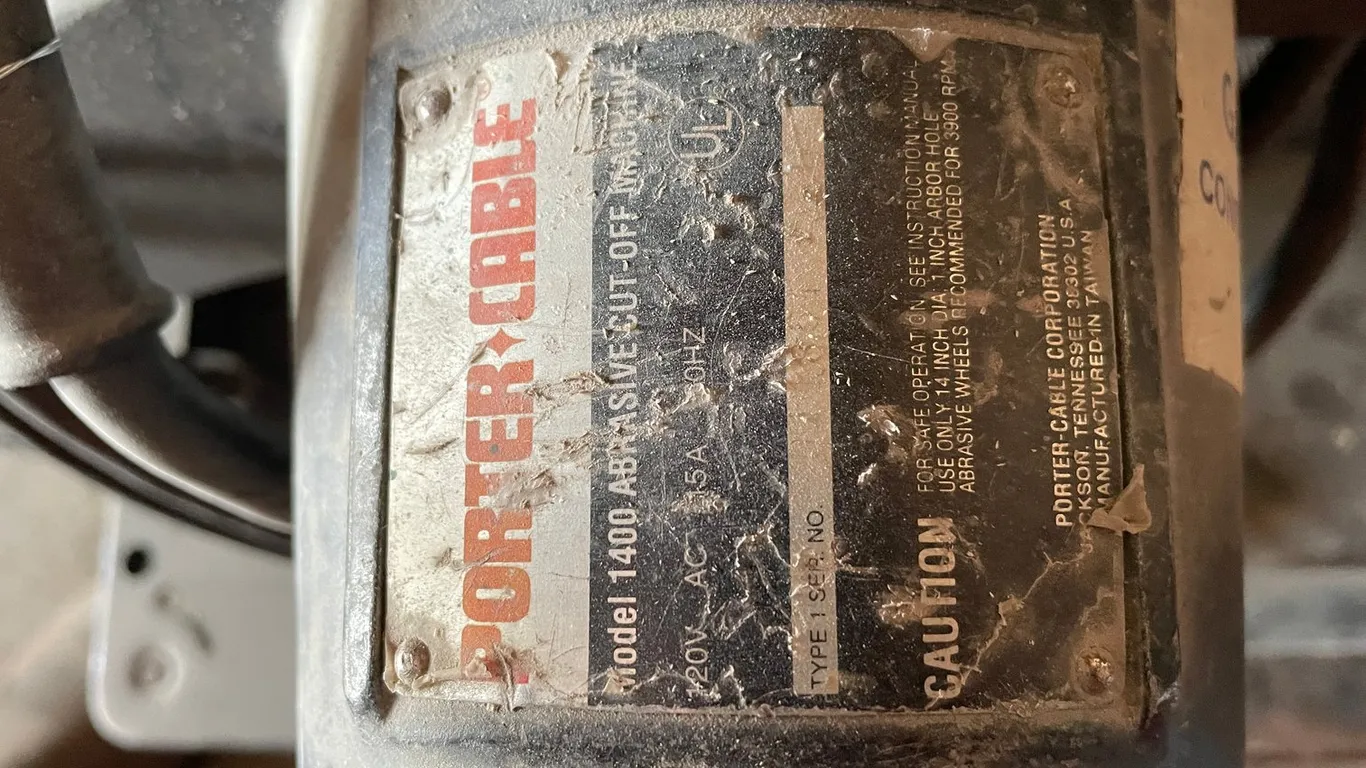 PORTER+CABLE®
Model 1400 ABRASIVE CUT-OFF MACHINE
120V AC 15A 60HZ UL
TYPE 1 SER. NO.
CAUTION
FOR SAFE OPERATION SEE INSTRUCTION MANUAL
USE ONLY 14 INCH DIA 1 INCH ARBOR HOLE
ABRASIVE WHEELS RECOMMENDED FOR 3900 RPM
PORTER-CABLE CORPORATION
TENNESSEE 38302 U.S.A
MANUFACTURED IN TAIWAN